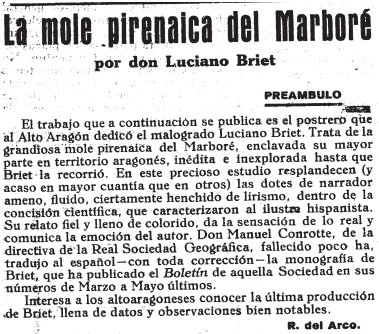 La mole pirenaica del Marboré
por don Luciano Briet
PREAMBULO
El trabajo que a continuación se publica es el postrero que
al Alto Aragón dedicó el malogrado Luciano Briet. Trata de la
grandiosa mole pirenaica del Marboré, enclavada su mayor
parte en territorio aragonés, inédita e inexplorada hasta que
Briet la recorrió. En este precioso estudio resplandecen (y
acaso en mayor cuantía que en otros) las dotes de narrador
ameno, fluido, ciertamente henchido de lirismo, dentro de la
concisión científica, que caracterizaron al ilustre hispanista.
Su relato fiel y lleno de colorido, da la sensación de lo real y
comunica la emoción del autor. Don Manuel Conrotte, de la
directiva de la Real Sociedad Geográfica, fallecido poco ha,
tradujo al español—con toda corrección—la monografía de
Briet, que ha publicado el Boletín de aquella Sociedad en sus
números de Marzo a Mayo últimos.
Interesa a los altoaragoneses conocer la última producción
de Briet, llena de datos y observaciones bien notables.
R. del Arco.